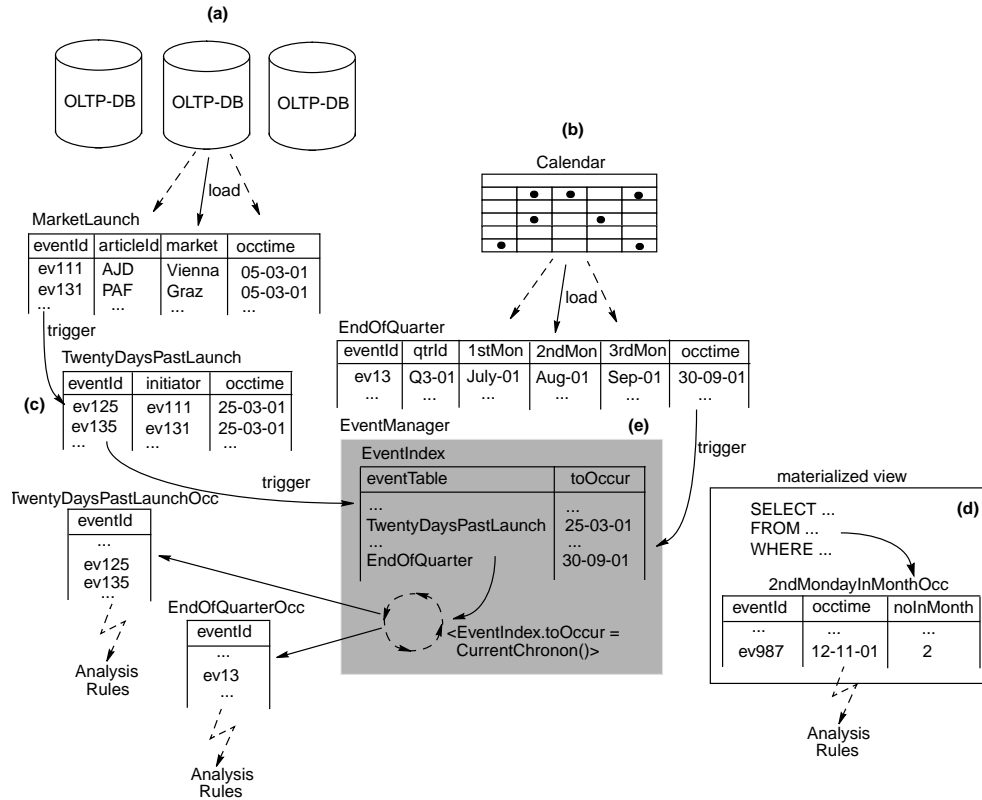 (a)
OLTP-DB OLTP-DB OLTP-DB
load
MarketLaunch
eventId articleId market occtime
ev111 AJD Vienna 05-03-01
ev131 PAF Graz 05-03-01
... ... ... ...
trigger
(b)
Calendar
load
EndOfQuarter
eventId qtrId 1stMon 2ndMon 3rdMon occtime
ev13 Q3-01 July-01 Aug-01 Sep-01 30-09-01
... ... ... ... ... ...
trigger
(c)
TwentyDaysPastLaunch
eventId initiator occtime
ev125 ev111 25-03-01
ev135 ev131 25-03-01
... ... ...
trigger
EventManager
(e)
EventIndex
eventTable toOccur
... ...
TwentyDaysPastLaunch 25-03-01
... ...
EndOfQuarter 30-09-01
<EventIndex.toOccur =
CurrentChronon()>
TwentyDaysPastLaunchOcc
eventId
...
ev125
ev135
...
Analysis
Rules
EndOfQuarterOcc
eventId
...
ev13
...
Analysis
Rules
materialized view
(d)
SELECT ...
FROM ...
WHERE ...
2ndMondayInMonthOcc
eventId occtime noInMonth
... ... ...
ev987 12-11-01 2
Analysis
Rules